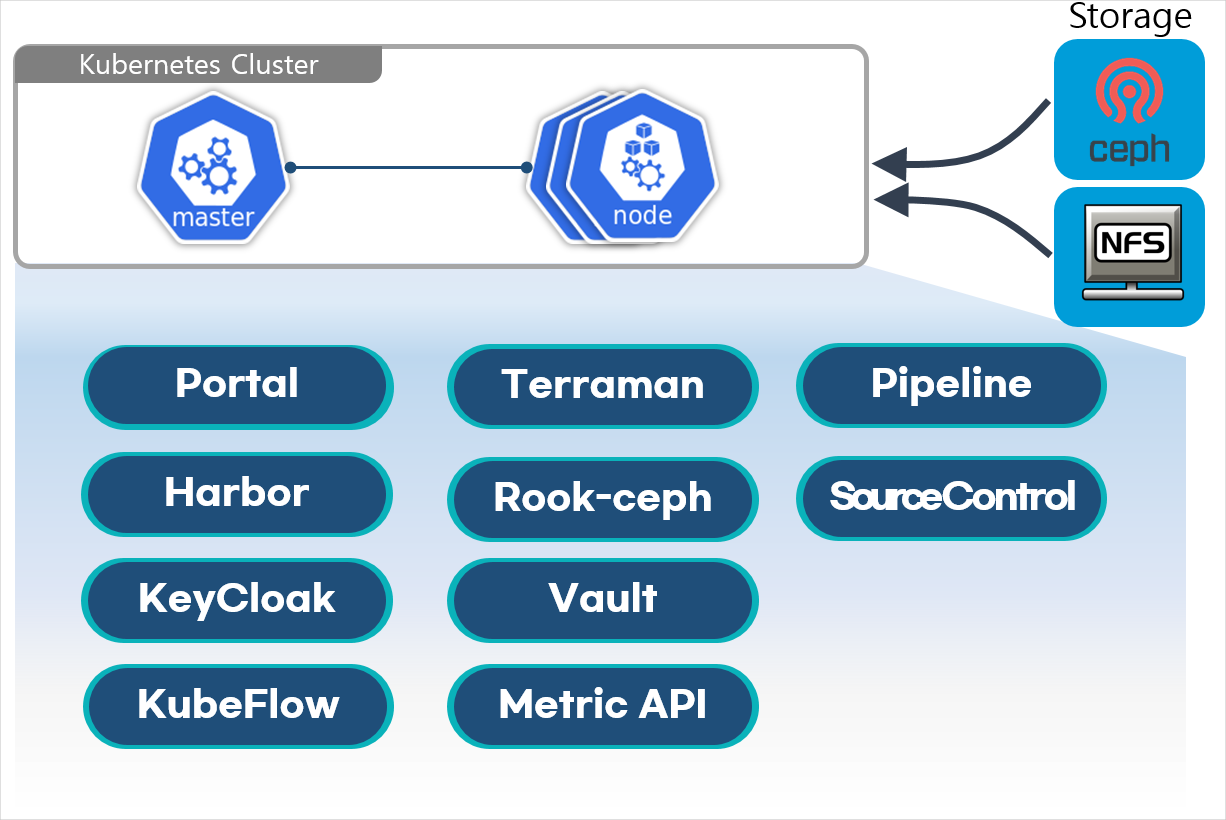 Storage
Kubernetes Cluster
ceph
master
node
NFS
Portal
Terraman
Pipeline
Harbor
Rook-ceph
SourceControl
KeyCloak
Vault
KubeFlow
Metric API